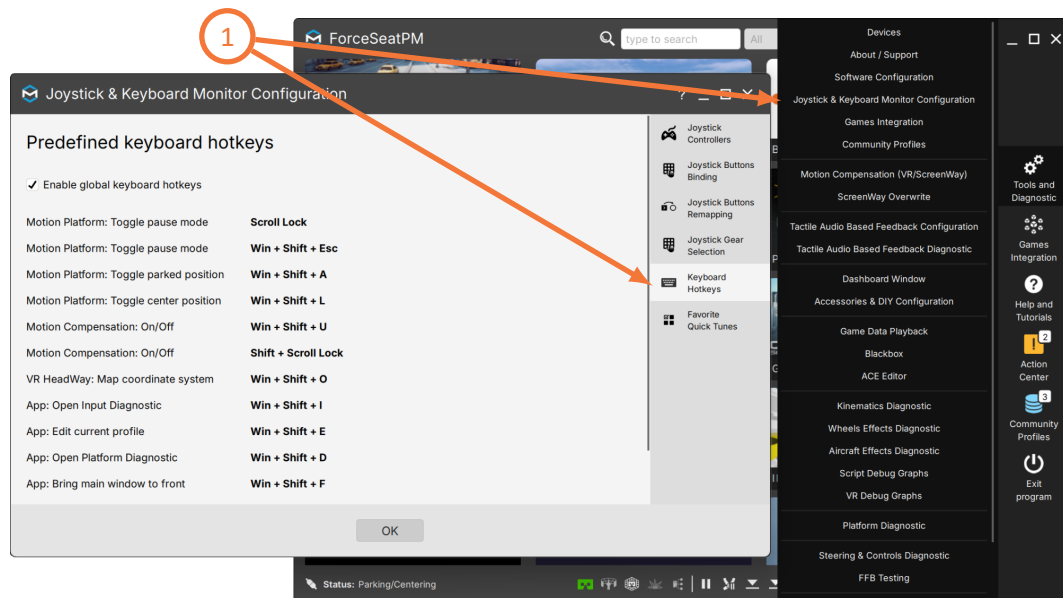 1
ForceSeatPM
type to search
All
Joystick & Keyboard Monitor Configuration
?
Predefined keyboard hotkeys
Enable global keyboard hotkeys
Motion Platform: Toggle pause mode Scroll Lock
Motion Platform: Toggle pause mode Win + Shift + Esc
Motion Platform: Toggle parked position Win + Shift + A
Motion Platform: Toggle center position Win + Shift + L
Motion Compensation: On/Off Win + Shift + U
Motion Compensation: On/Off Shift + Scroll Lock
VR HeadWay: Map coordinate system Win + Shift + O
App: Open Input Diagnostic Win + Shift + I
App: Edit current profile Win + Shift + E
App: Open Platform Diagnostic Win + Shift + D
App: Bring main window to front Win + Shift + F
OK
Joystick
Controllers
Joystick Buttons
Binding
Joystick Buttons
Remapping
Joystick Gear
Selection
Keyboard
Hotkeys
Favorite
Quick Tunes
Status: Parking/Centering
Devices
About / Support
Software Configuration
Joystick & Keyboard Monitor Configuration
Games Integration
Community Profiles
Motion Compensation (VR/ScreenWay)
ScreenWay Overwrite
Tactile Audio Based Feedback Configuration
Tactile Audio Based Feedback Diagnostic
Dashboard Window
Accessories & DIY Configuration
Game Data Playback
Blackbox
ACE Editor
Kinematics Diagnostic
Wheels Effects Diagnostic
Aircraft Effects Diagnostic
Script Debug Graphs
VR Debug Graphs
Platform Diagnostic
Steering & Controls Diagnostic
FFB Testing
Tools and
Diagnostic
Games
Integration
?
Help and
Tutorials
! 2
Action
Center
3
Community
Profiles
Exit
program